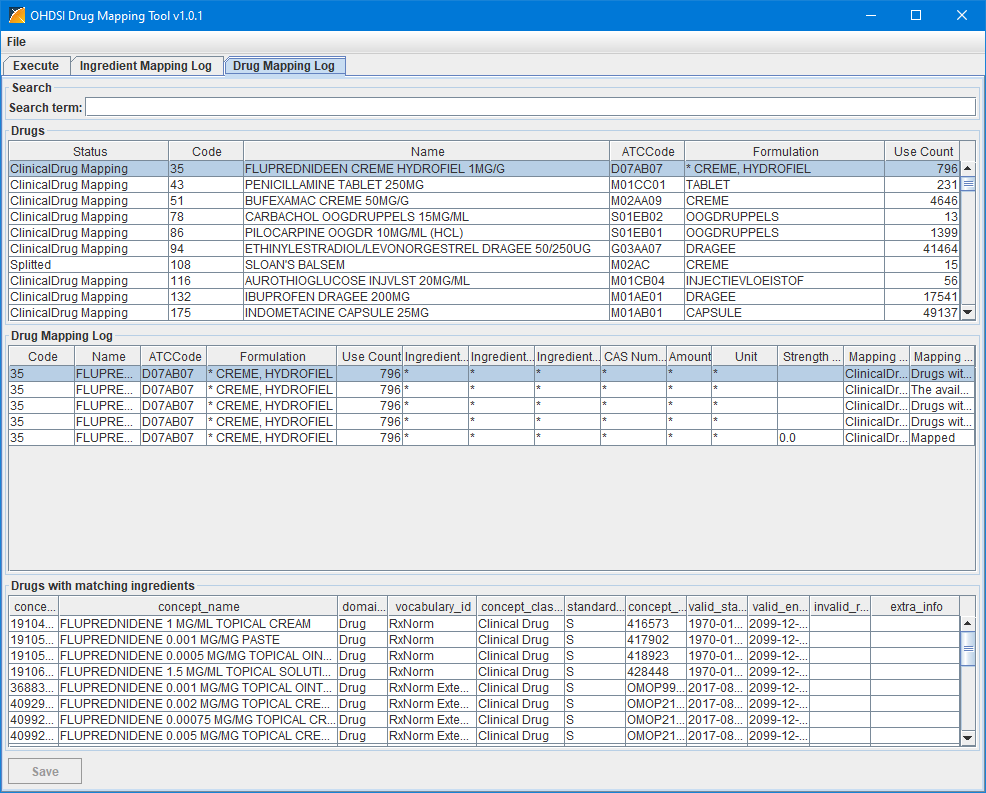 OHDSI Drug Mapping Tool v1.0.1
File
Execute Ingredient Mapping Log Drug Mapping Log
Search
Search term:
Drugs
Status Code Name ATCCode Formulation Use Count
ClinicalDrug Mapping 35 FLUPREDNIDEEN CREME HYDROFIEL 1MG/G D07AB07 * CREME, HYDROFIEL 796
ClinicalDrug Mapping 43 PENICILLAMINE TABLET 250MG M01CC01 TABLET 231
ClinicalDrug Mapping 51 BUFEXAMAC CREME 50MG/G M02AA09 CREME 4646
ClinicalDrug Mapping 78 CARBACHOL OOGDRUPPELS 15MG/ML S01EB02 OOGDRUPPELS 13
ClinicalDrug Mapping 86 PILOCARPINE OOGDR 10MG/ML (HCL) S01EB01 OOGDRUPPELS 1399
ClinicalDrug Mapping 94 ETHINYLESTRADIOL/LEVONORGESTREL DRAGEE 50/250UG G03AA07 DRAGEE 41464
Splitted 108 SLOAN'S BALSEM M02AC CREME 15
ClinicalDrug Mapping 116 AUROTHIOGLUCOSE INJVLST 20MG/ML M01CB04 INJECTIEVLOEISTOF 56
ClinicalDrug Mapping 132 IBUPROFEN DRAGEE 200MG M01AE01 DRAGEE 17541
ClinicalDrug Mapping 175 INDOMETACINE CAPSULE 25MG M01AB01 CAPSULE 49137
Drug Mapping Log
Code Name ATCCode Formulation Use Count Ingredient... Ingredient... Ingredient... CAS Num... Amount Unit Strength ... Mapping ... Mapping ...
35 FLUPRE... D07AB07 * CREME, HYDROFIEL 796 * * * * * * ClinicalDr... Drugs wit...
35 FLUPRE... D07AB07 * CREME, HYDROFIEL 796 * * * * * * ClinicalDr... The avail...
35 FLUPRE... D07AB07 * CREME, HYDROFIEL 796 * * * * * * ClinicalDr... Drugs wit...
35 FLUPRE... D07AB07 * CREME, HYDROFIEL 796 * * * * * * ClinicalDr... Drugs wit...
35 FLUPRE... D07AB07 * CREME, HYDROFIEL 796 * * * * * * 0.0 ClinicalDr... Mapped
Drugs with matching ingredients
conce... concept_name domai... vocabulary_id concept_clas... standard... concept_... valid_sta... valid_en... invalid_r... extra_info
19104... FLUPREDNIDENE 1 MG/ML TOPICAL CREAM Drug RxNorm Clinical Drug S 416573 1970-01... 2099-12-...
19105... FLUPREDNIDENE 0.001 MG/MG PASTE Drug RxNorm Clinical Drug S 417902 1970-01... 2099-12-...
19105... FLUPREDNIDENE 0.0005 MG/MG TOPICAL OIN... Drug RxNorm Clinical Drug S 418923 1970-01... 2099-12-...
19106... FLUPREDNIDENE 1.5 MG/ML TOPICAL SOLUTI... Drug RxNorm Clinical Drug S 428448 1970-01... 2099-12-...
36883... FLUPREDNIDENE 0.001 MG/MG TOPICAL OINT... Drug RxNorm Exte... Clinical Drug S OMOP99... 2017-08... 2099-12-...
40929... FLUPREDNIDENE 0.002 MG/MG TOPICAL CRE... Drug RxNorm Exte... Clinical Drug S OMOP21... 2017-08... 2099-12-...
40992... FLUPREDNIDENE 0.00075 MG/MG TOPICAL CR... Drug RxNorm Exte... Clinical Drug S OMOP21... 2017-08... 2099-12-...
40992... FLUPREDNIDENE 0.005 MG/MG TOPICAL CRE... Drug RxNorm Exte... Clinical Drug S OMOP21... 2017-08... 2099-12-...
Save